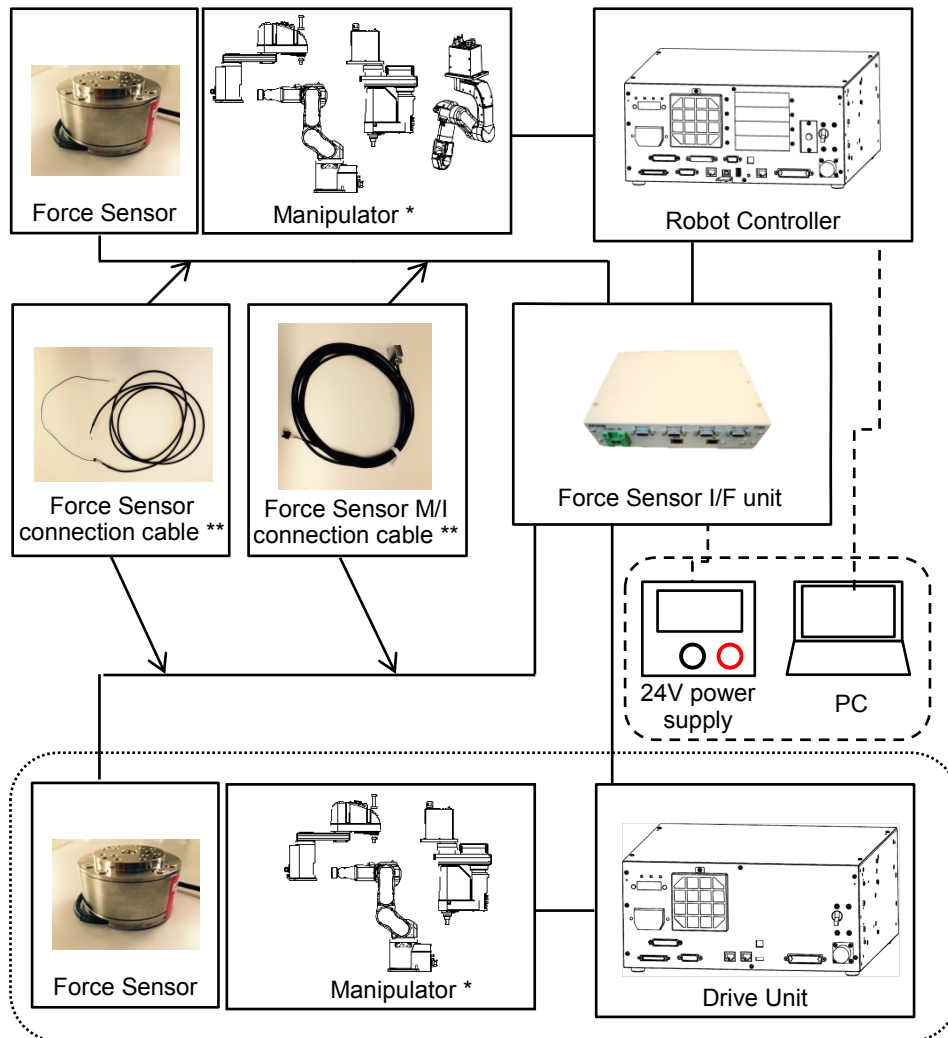 Force Sensor
Manipulator *
Robot Controller
Force Sensor
connection cable **
Force Sensor M/I
connection cable **
Force Sensor I/F unit
24V power
supply
PC
Force Sensor
Manipulator *
Drive Unit